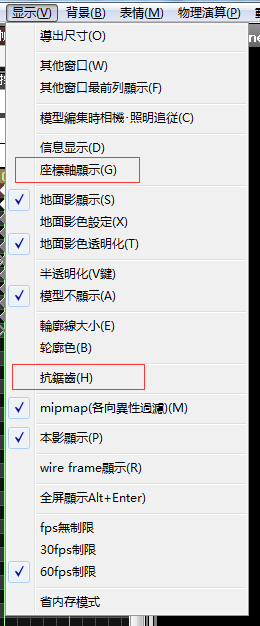 显示(V) 背景(B) 表情(M) 物理演算(P)
導出尺寸(O)
其他窗口(W)
其他窗口最前列顯示(F)
模型編集時相機·照明追従(C)
信息显示(D)
座標軸顯示(G)
地面影顯示(S)
地面影色設定(X)
地面影色透明化(T)
半透明化(V鍵)
模型不顯示(A)
輪廓線大小(E)
轮廓色(B)
抗鋸齒(H)
mipmap(各向異性過濾)(M)
本影顯示(P)
wire frame顯示(R)
全屏顯示Alt+Enter)
fps無制限
30fps制限
60fps制限
省内存模式